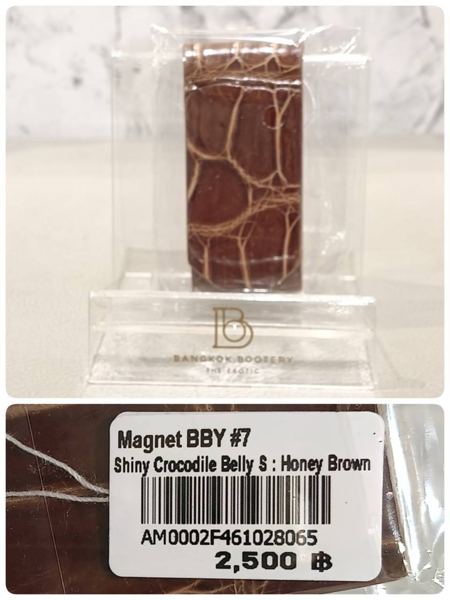 B
BANGKOK BOOTERY
THE EXOTIC
Magnet BBY #7
Shiny Crocodile Belly S : Honey Brown
AM0002F461028065
2,500 ฿